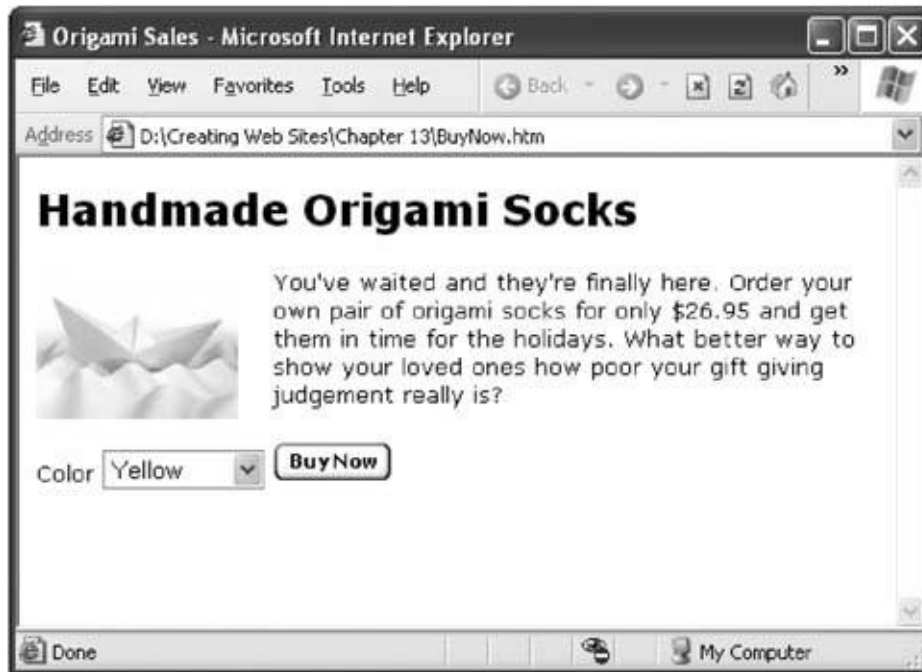 Origami Sales - Microsoft Internet Explorer
File Edit View Favorites Tools Help Back »
Address D:\Creating Web Sites\Chapter 13\BuyNow.htm
Handmade Origami Socks
You've waited and they're finally here. Order your
own pair of origami socks for only $26.95 and get
them in time for the holidays. What better way to
show your loved ones how poor your gift giving
judgement really is?
Color Yellow BuyNow
Done My Computer